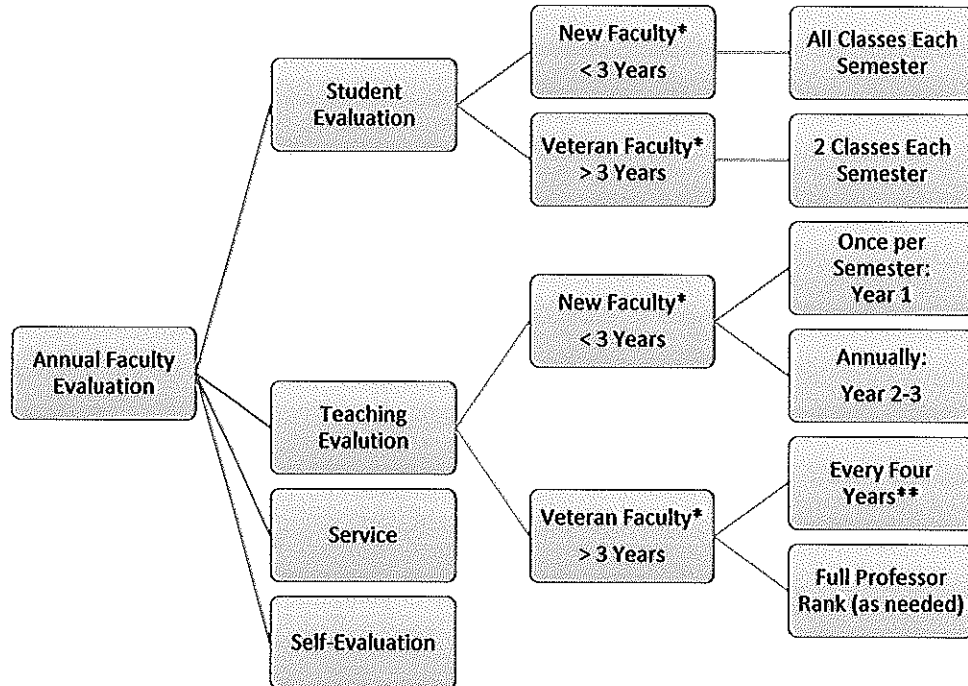 New Faculty*
< 3 Years
All Classes Each
Semester
Student
Evaluation
Veteran Faculty*
> 3 Years
2 Classes Each
Semester
Once per
Semester:
Year 1
New Faculty*
< 3 Years
Annual Faculty
Evaluation
Annually:
Year 2-3
Teaching
Evalution
Every Four
Years**
Service
Veteran Faculty*
> 3 Years
Full Professor
Rank (as needed)
Self-Evaluation